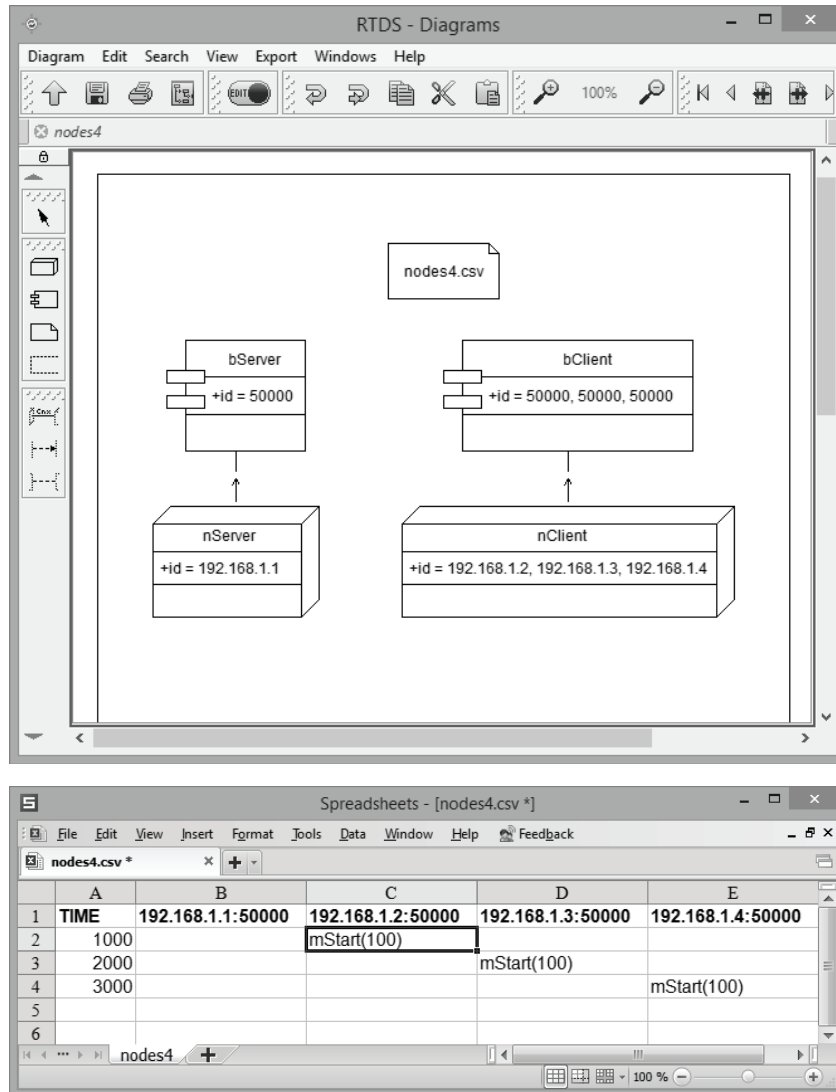 RTDS - Diagrams
Diagram Edit Search View Export Windows Help
EDIT 100%
nodes4
Cnx
nodes4.csv
bServer
+id = 50000
bClient
+id = 50000, 50000, 50000
nServer
+id = 192.168.1.1
nClient
+id = 192.168.1.2, 192.168.1.3, 192.168.1.4
Spreadsheets - [nodes4.csv *]
File Edit View Insert Format Tools Data Window Help Feedback
nodes4.csv *
A B C D E
1 TIME 192.168.1.1:50000 192.168.1.2:50000 192.168.1.3:50000 192.168.1.4:50000
2 1000 mStart(100)
3 2000 mStart(100)
4 3000 mStart(100)
5
6
nodes4
100 %